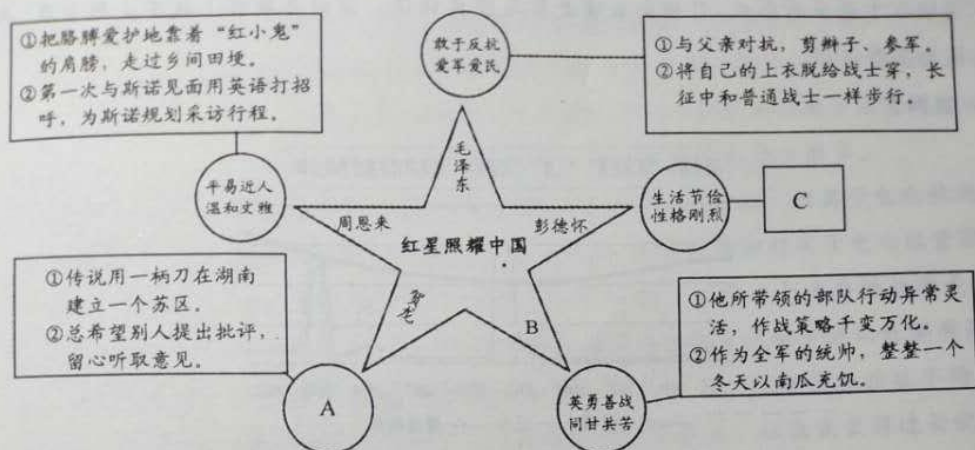 ①把胳膊爱护地靠着“红小鬼”
的肩膀，走过乡间田埂。
②第一次与斯诺见面用英语打招
呼，为斯诺规划采访行程。
敢于反抗
爱军爱民
①与父亲对抗，剪辫子、参军。
②将自己的上衣脱给战士穿，长
征中和普通战士一样步行。
毛泽东
平易近人
温和文雅
周恩来
彭德怀
生活节俭
性格刚烈
C
红星照耀中国
①传说用一柄刀在湖南
建立一个苏区。
②总希望别人提出批评，
留心听取意见。
贺龙
B
①他所带领的部队行动异常灵
活，作战策略千变万化。
②作为全军的统帅，整整一个
冬天以南瓜充饥。
A
英勇善战
同甘共苦